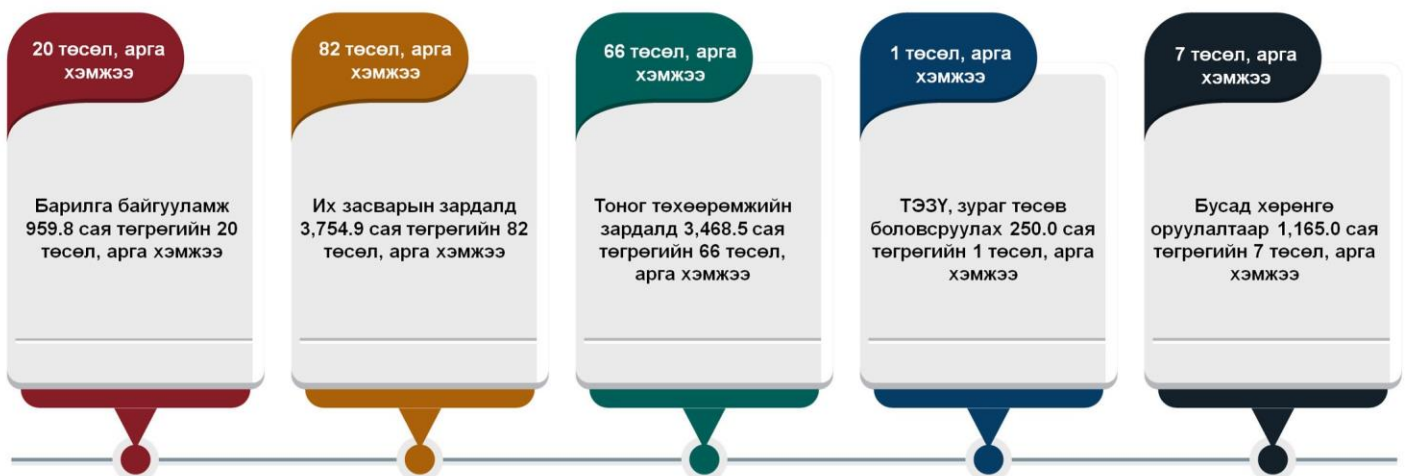 20 төсөл, арга
хэмжээ
Барилга байгууламж
959.8 сая төгрөгийн 20
төсөл, арга хэмжээ
82 төсөл, арга
хэмжээ
Их засварын зардалд
3,754.9 сая төгрөгийн 82
төсөл, арга хэмжээ
66 төсөл, арга
хэмжээ
Тоног төхөөрөмжийн
зардалд 3,468.5 сая
төгрөгийн 66 төсөл,
арга хэмжээ
1 төсөл, арга
хэмжээ
ТЭЗҮ, зураг төсөв
боловсруулах 250.0 сая
төгрөгийн 1 төсөл, арга
хэмжээ
7 төсөл, арга
хэмжээ
Бусад хөрөнгө
оруулалтаар 1,165.0 сая
төгрөгийн 7 төсөл, арга
хэмжээ